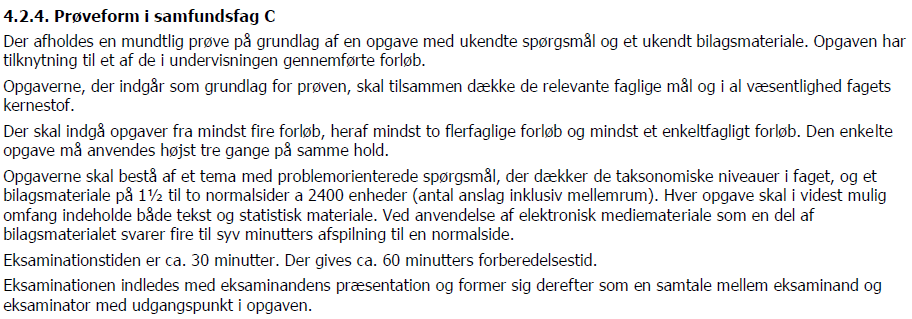 4.2.4. Prøveform i samfundsfag C
Der afholdes en mundtlig prøve på grundlag af en opgave med ukendte spørgsmål og et ukendt bilagsmateriale. Opgaven har
tilknytning til et af de i undervisningen gennemførte forløb.
Opgaverne, der indgår som grundlag for prøven, skal tilsammen dække de relevante faglige mål og i al væsentlighed fagets
kernestof.
Der skal indgå opgaver fra mindst fire forløb, heraf mindst to flerfaglige forløb og mindst et enkeltfagligt forløb. Den enkelte
opgave må anvendes højst tre gange på samme hold.
Opgaverne skal bestå af et tema med problemorienterede spørgsmål, der dækker de taksonomiske niveauer i faget, og et
bilagsmateriale på 1½ til to normalsider a 2400 enheder (antal anslag inklusiv mellemrum). Hver opgave skal i videst mulig
omfang indeholde både tekst og statistisk materiale. Ved anvendelse af elektronisk mediemateriale som en del af
bilagsmaterialet svarer fire til syv minutters afspilning til en normalside.
Eksaminationstiden er ca. 30 minutter. Der gives ca. 60 minutters forberedelsestid.
Eksaminationen indledes med eksaminandens præsentation og former sig derefter som en samtale mellem eksaminand og
eksaminator med udgangspunkt i opgaven.